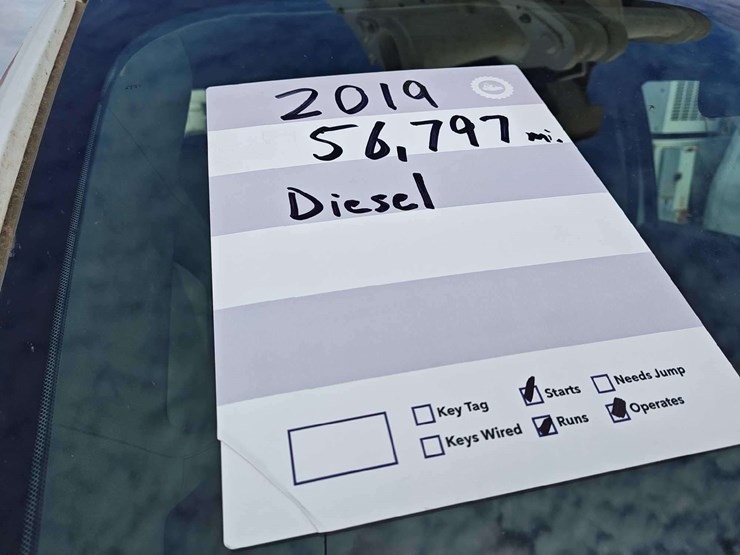 2019
56,797 mi.
Diesel
Key Tag Starts Needs Jump
Keys Wired Runs Operates